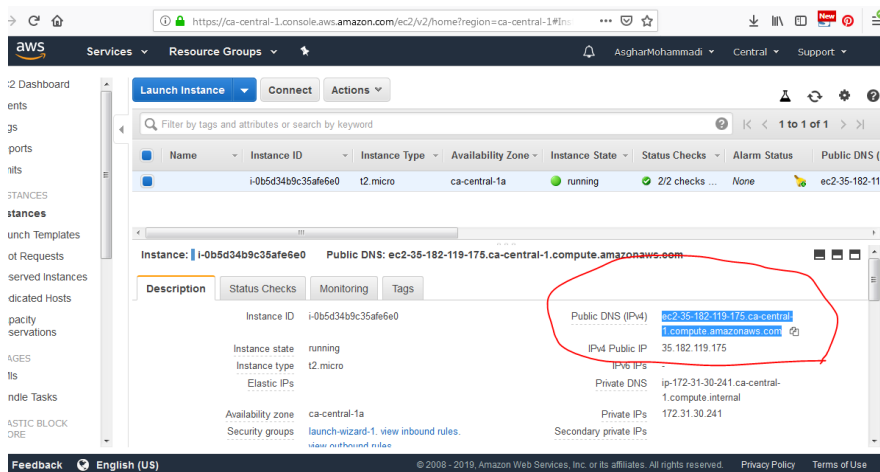 https://ca-central-1.console.aws.amazon.com/ec2/v2/home?region=ca-central-1#Ins
New
aws Services Resource Groups AsgharMohammadi Central Support
2 Dashboard
ents
gs
ports
nits
STANCES
stances
unch Templates
ot Requests
served Instances
dicated Hosts
pacity
servations
AGES
MIs
ndle Tasks
ASTIC BLOCK
ORE
Launch Instance Connect Actions
Filter by tags and attributes or search by keyword
1 to 1 of 1
Name Instance ID Instance Type Availability Zone Instance State Status Checks Alarm Status Public DNS (
i-0b5d34b9c35afe6e0 t2.micro ca-central-1a running 2/2 checks ... None ec2-35-182-11
Instance: i-0b5d34b9c35afe6e0 Public DNS: ec2-35-182-119-175.ca-central-1.compute.amazonaws.com
Description Status Checks Monitoring Tags
Instance ID i-0b5d34b9c35afe6e0
Instance state running
Instance type t2.micro
Elastic IPs
Availability zone ca-central-1a
Security groups launch-wizard-1. view inbound rules.
view outbound rules
Public DNS (IPv4) ec2-35-182-119-175.ca-central-
1.compute.amazonaws.com
IPv4 Public IP 35.182.119.175
IPv6 IPs -
Private DNS ip-172-31-30-241.ca-central-
1.compute.internal
Private IPs 172.31.30.241
Secondary private IPs
Feedback English (US) © 2008 - 2019, Amazon Web Services, Inc. or its affiliates. All rights reserved. Privacy Policy Terms of Use